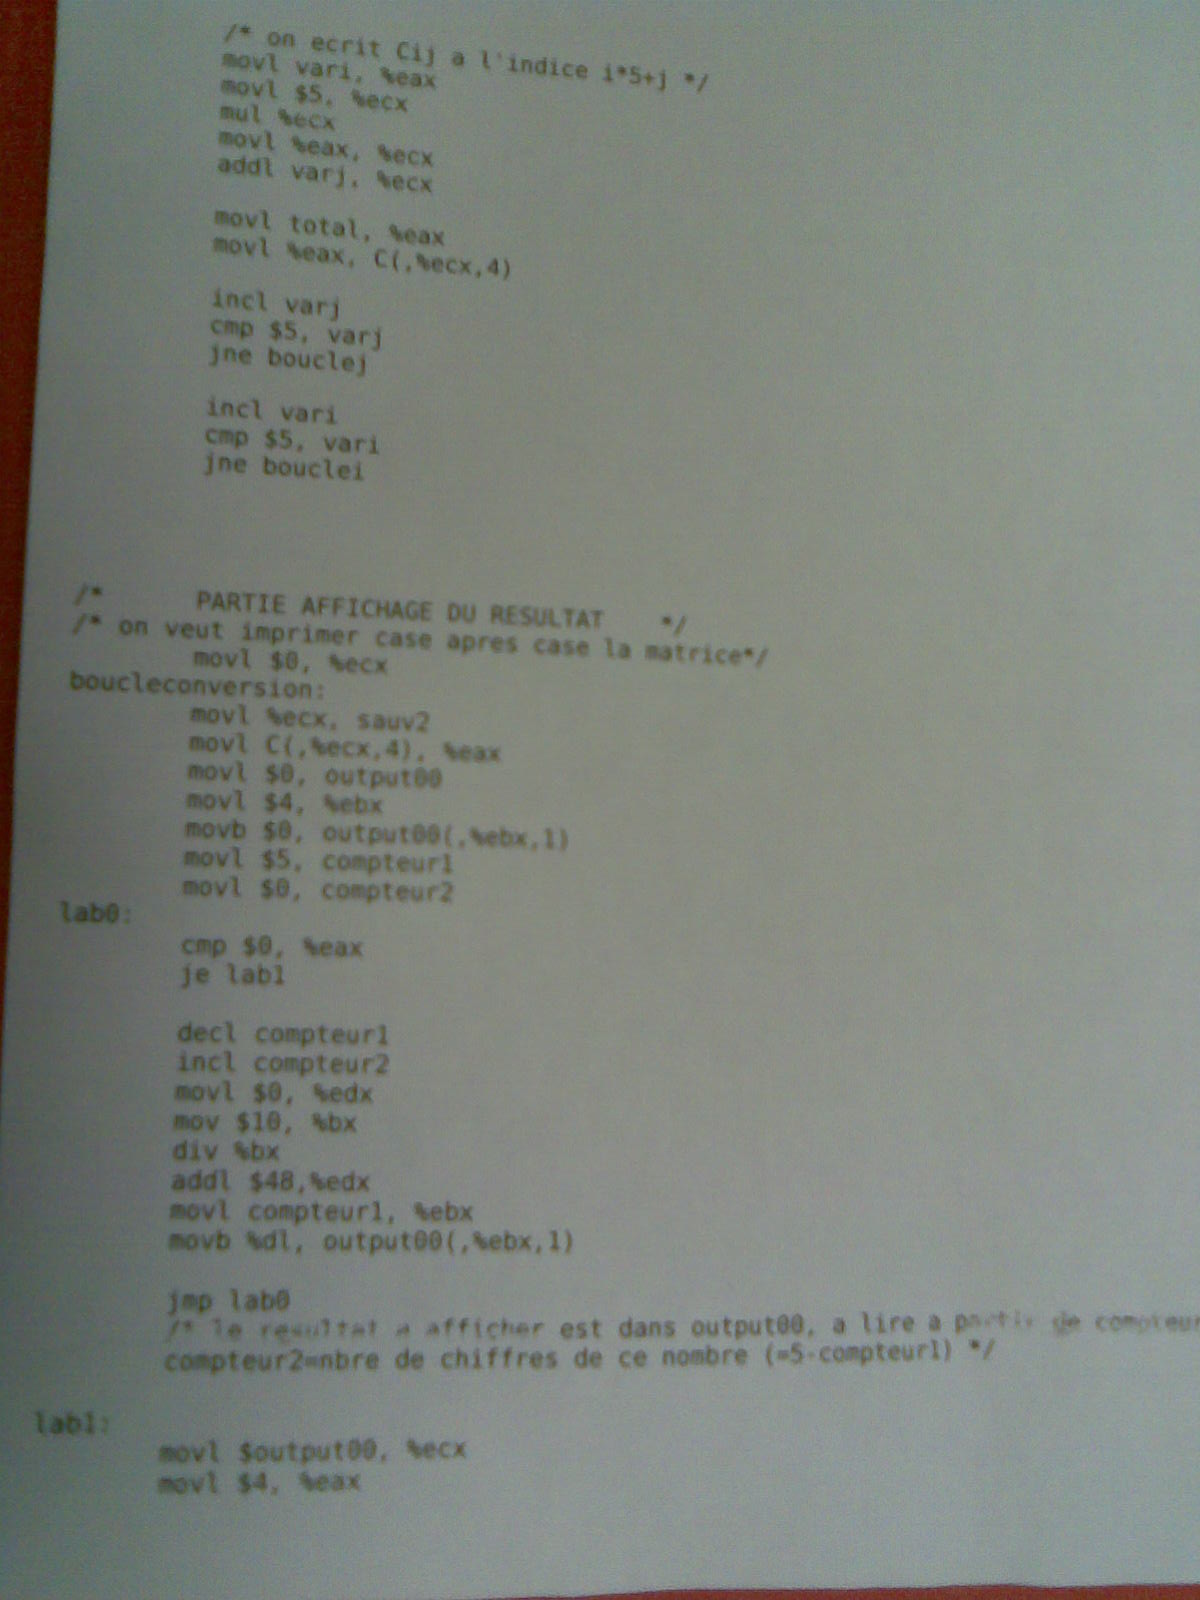 /* on ecrit Cij a l'indice i*5+j */
movl vari, %eax
movl $5, %ecx
mul %ecx
movl %eax, %ecx
addl varj, %ecx
movl total, %eax
movl %eax, C(,%ecx,4)
incl varj
cmp $5, varj
jne bouclej
incl vari
cmp $5, vari
jne bouclei
/* PARTIE AFFICHAGE DU RESULTAT */
/* on veut imprimer case apres case la matrice*/
movl $0, %ecx
boucleconversion:
movl %ecx, sauv2
movl C(,%ecx,4), %eax
movl $0, output00
movl $4, %ebx
movb $0, output00(,%ebx,1)
movl $5, compteur1
movl $0, compteur2
lab0:
cmp $0, %eax
je lab1
decl compteur1
incl compteur2
movl $0, %edx
mov $10, %bx
div %bx
addl $48,%edx
movl compteur1, %ebx
movb %dl, output00(,%ebx,1)
jmp lab0
/* le resultat a afficher est dans output00, a lire a partir de compteur
compteur2=nbre de chiffres de ce nombre (=5-compteur1) */
lab1:
movl $output00, %ecx
movl $4, %eax